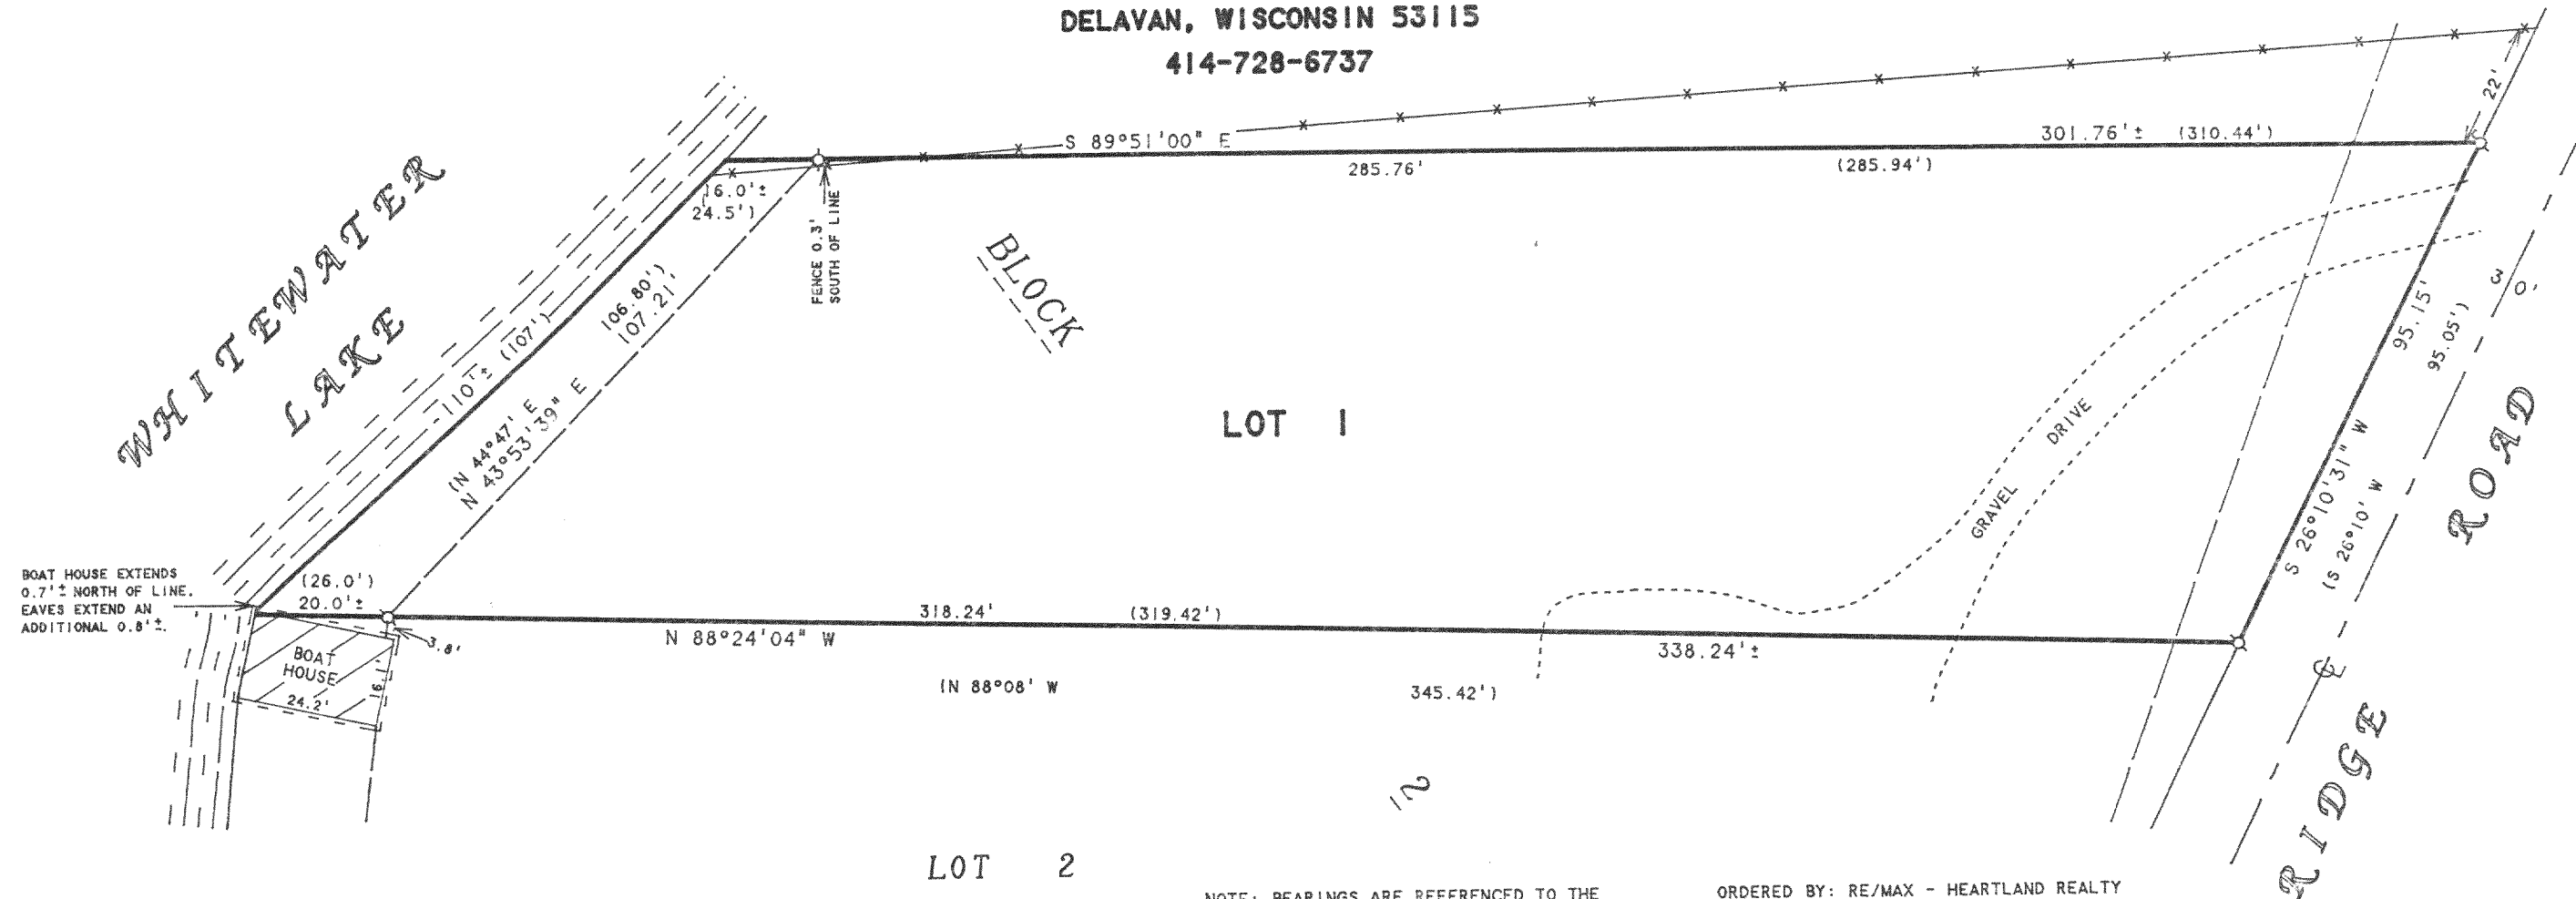 DELAVAN, WISCONSIN 53115
414-728-6737
22'
S 89°51'00" E
301.76'± (310.44')
285.76'
(285.94')
16.0'±
(24.5')
FENCE 0.3'
SOUTH OF LINE
WHITEWATER
LAKE
BLOCK
106.80')
107.21'
110'± (107')
(N 44°47' E
N 43°53'39" E
30'
95.15'
95.05')
LOT 1
GRAVEL DRIVE
S 26°10'31" W
(S 26°10' W
RIDGE ROAD
BOAT HOUSE EXTENDS
0.7'± NORTH OF LINE.
EAVES EXTEND AN
ADDITIONAL 0.8'±.
(26.0')
20.0'±
3.8'
318.24'
(319.42')
N 88°24'04" W
338.24'±
BOAT
HOUSE
16.1'
24.2'
(N 88°08' W
345.42')
2
LOT 2
NOTE: BEARINGS ARE REFERENCED TO THE
ORDERED BY: RE/MAX - HEARTLAND REALTY